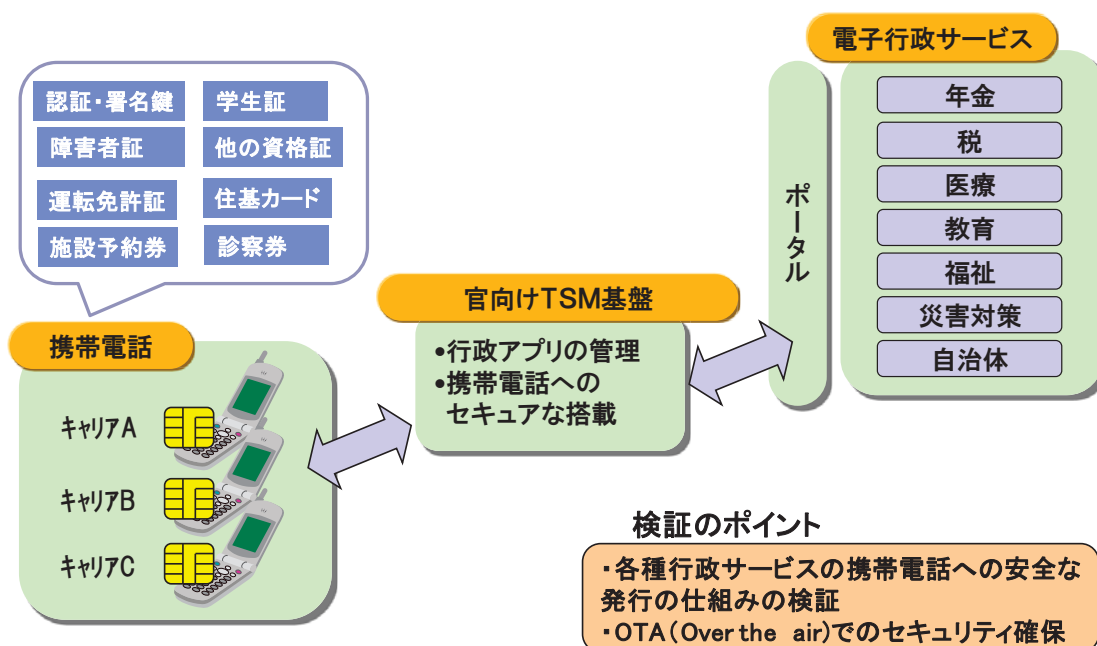 電子行政サービス
認証・署名鍵
学生証
障害者証
他の資格証
運転免許証
住基カード
施設予約券
診察券
年金
税
医療
教育
福祉
災害対策
自治体
ポータル
官向けTSM基盤
•行政アプリの管理
•携帯電話への
セキュアな搭載
携帯電話
キャリアA
キャリアB
キャリアC
検証のポイント
・各種行政サービスの携帯電話への安全な
発行の仕組みの検証
・OTA(Over the air)でのセキュリティ確保